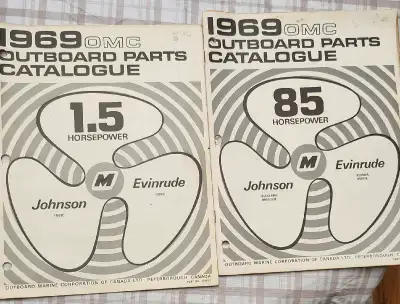 1969 OMC
OUTBOARD PARTS
CATALOGUE
1.5
HORSEPOWER
M
Johnson
Evinrude
OUTBOARD MARINE CORPORATION OF CANADA LTD., PETERBOROUGH, CANADA
1969 OMC
OUTBOARD PARTS
CATALOGUE
85
HORSEPOWER
M
Johnson
Evinrude
OUTBOARD MARINE CORPORATION OF CANADA LTD., PETERBOROUGH,